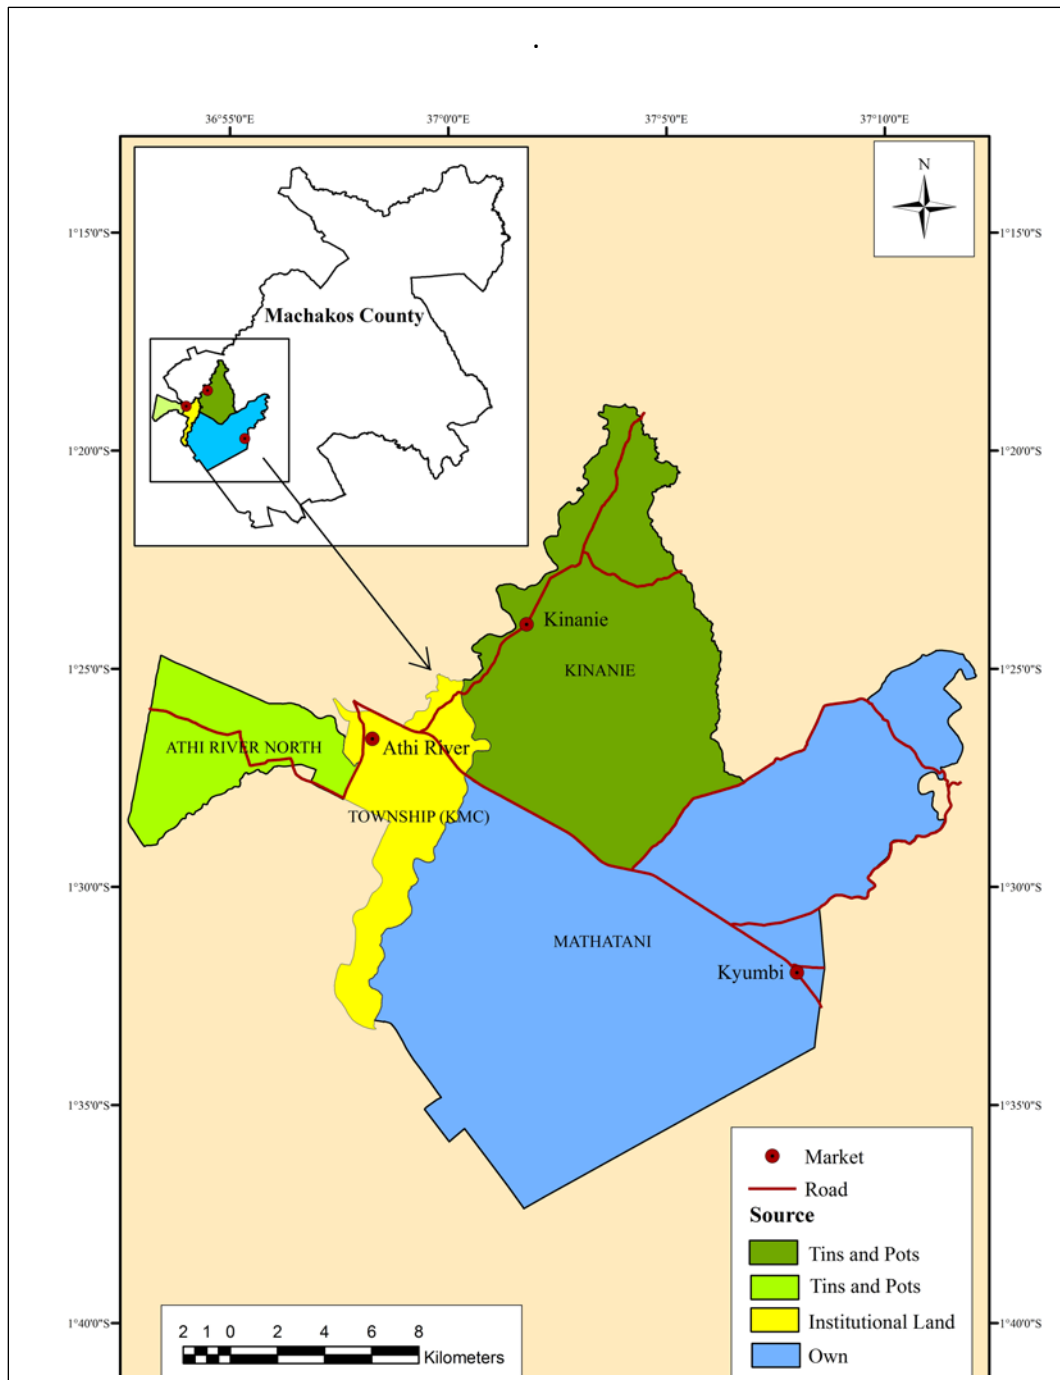 .
36°55'0"E 37°0'0"E 37°5'0"E 37°10'0"E
N
1°15'0"S 1°15'0"S
Machakos County
1°20'0"S 1°20'0"S
Kinanie
1°25'0"S KINANIE 1°25'0"S
ATHI RIVER NORTH Athi River
TOWNSHIP (KMC)
1°30'0"S 1°30'0"S
MATHATANI
Kyumbi
1°35'0"S 1°35'0"S
Market
Road
Source
Tins and Pots
Tins and Pots
1°40'0"S Institutional Land 1°40'0"S
2 1 0 2 4 6 8
Kilometers
Own